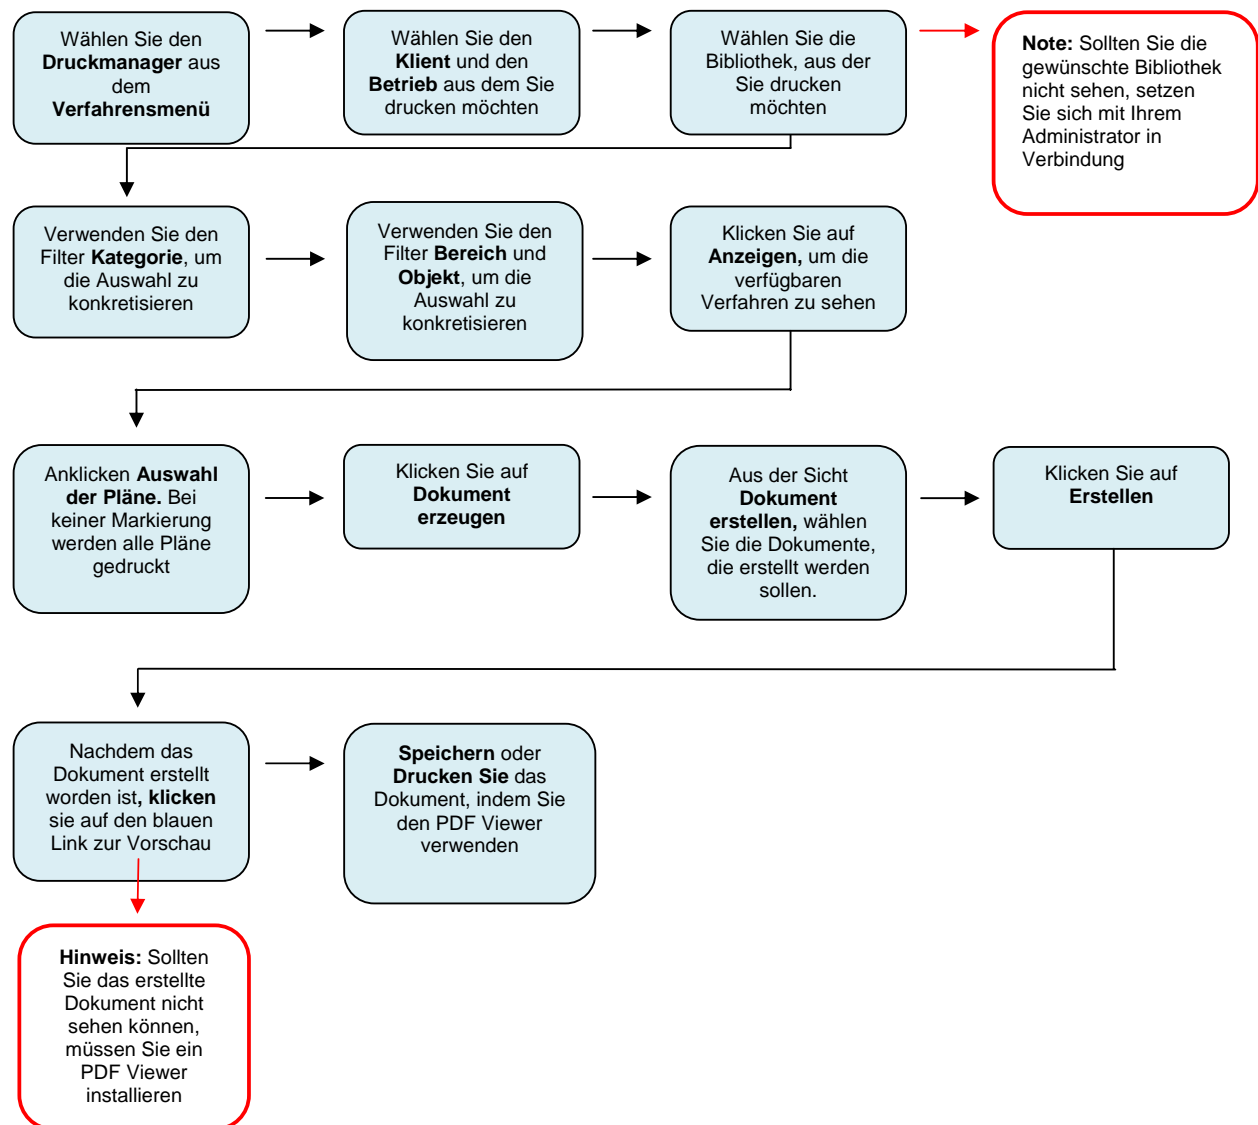 Wählen Sie den
Druckmanager aus
dem
Verfahrensmenü
Wählen Sie den
Klient und den
Betrieb aus dem Sie
drucken möchten
Wählen Sie die
Bibliothek, aus der
Sie drucken
möchten
Note: Sollten Sie die
gewünschte Bibliothek
nicht sehen, setzen
Sie sich mit Ihrem
Administrator in
Verbindung
Verwenden Sie den
Filter Kategorie, um
die Auswahl zu
konkretisieren
Verwenden Sie den
Filter Bereich und
Objekt, um die
Auswahl zu
konkretisieren
Klicken Sie auf
Anzeigen, um die
verfügbaren
Verfahren zu sehen
Anklicken Auswahl
der Pläne. Bei
keiner Markierung
werden alle Pläne
gedruckt
Klicken Sie auf
Dokument
erzeugen
Aus der Sicht
Dokument
erstellen, wählen
Sie die Dokumente,
die erstellt werden
sollen.
Klicken Sie auf
Erstellen
Nachdem das
Dokument erstellt
worden ist, klicken
sie auf den blauen
Link zur Vorschau
Speichern oder
Drucken Sie das
Dokument, indem Sie
den PDF Viewer
verwenden
Hinweis: Sollten
Sie das erstellte
Dokument nicht
sehen können,
müssen Sie ein
PDF Viewer
installieren